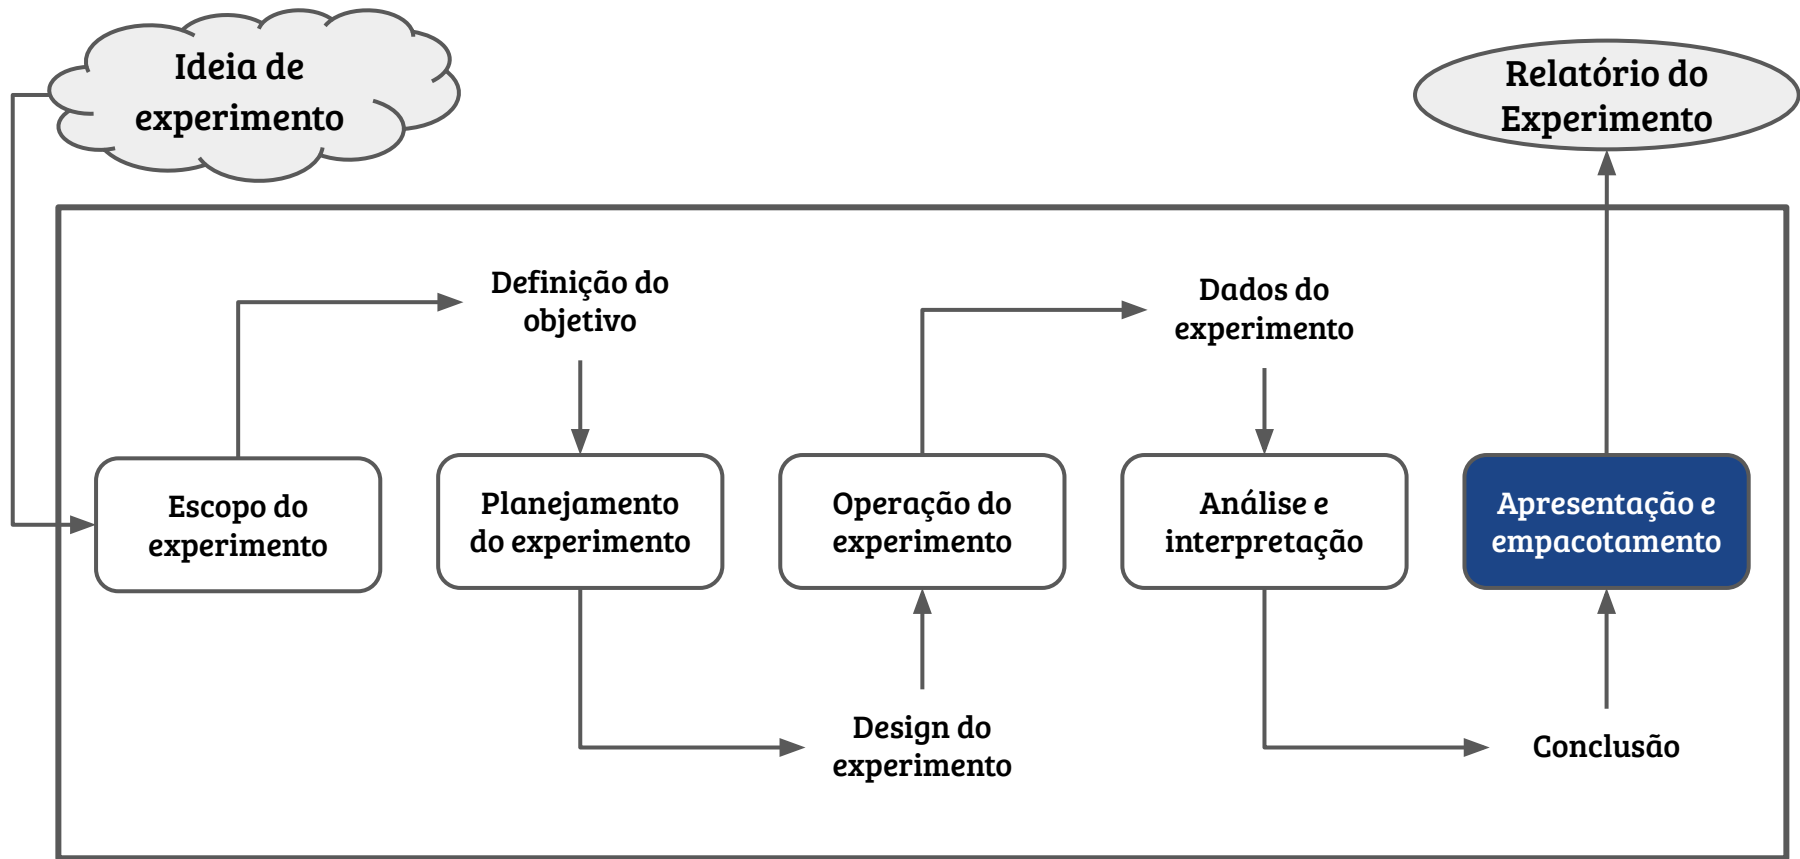 Ideia de
experimento
Relatório do
Experimento
Definição do
objetivo
Dados do
experimento
Escopo do
experimento
Planejamento
do experimento
Operação do
experimento
Análise e
interpretação
Apresentação e
empacotamento
Design do
experimento
Conclusão